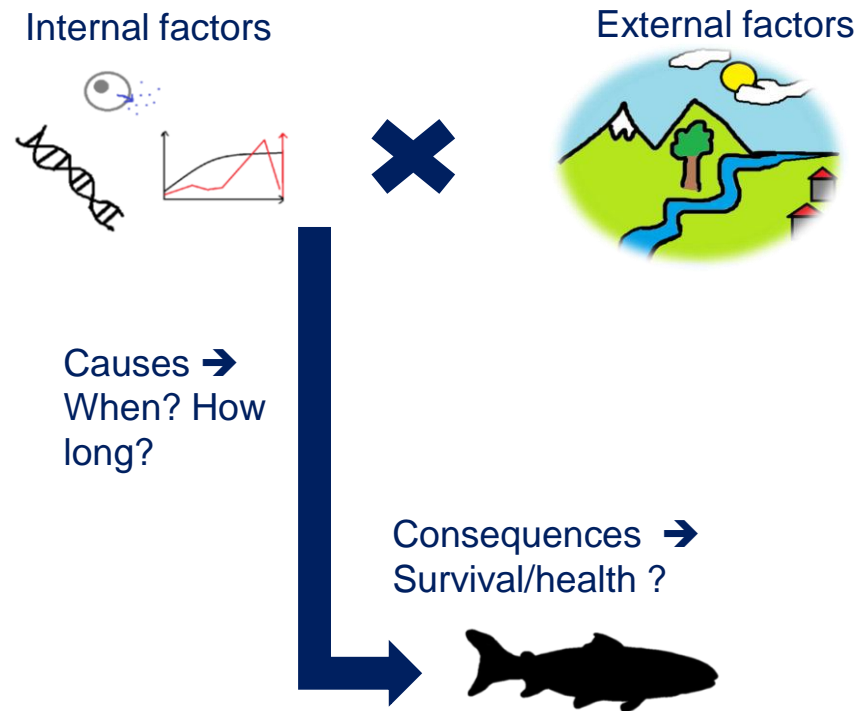 Internal factors
External factors
Causes ➔
When? How
long?
Consequences ➔
Survival/health ?